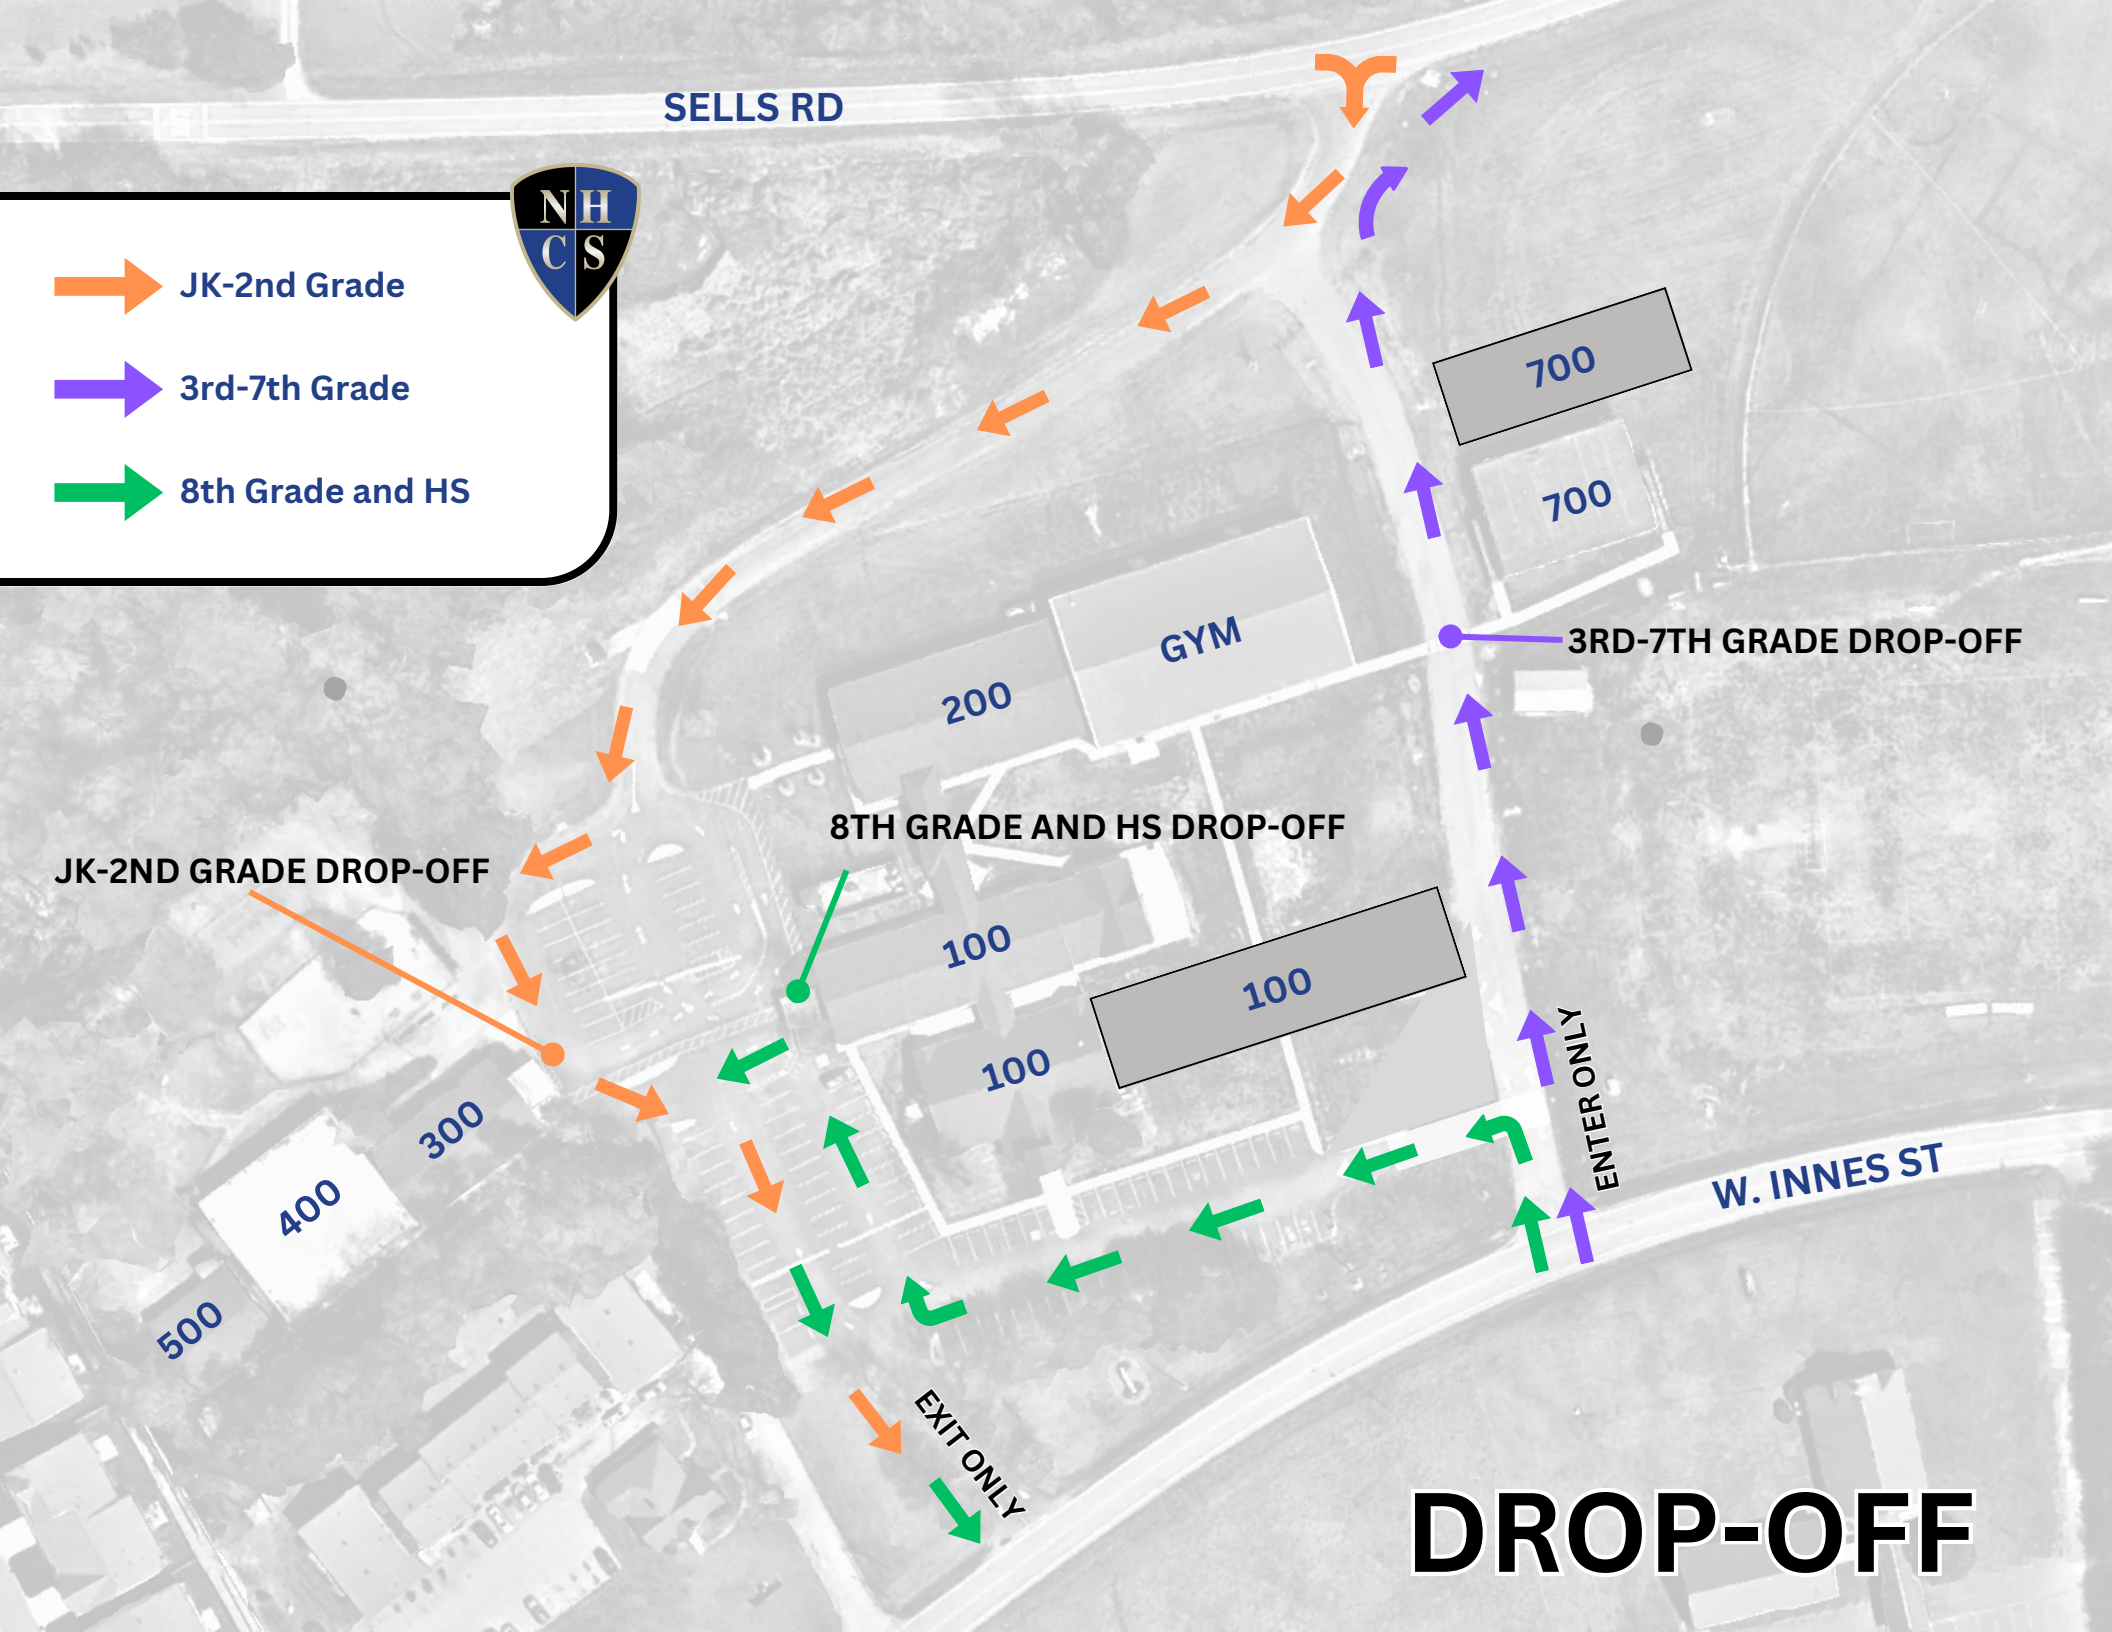 SELLS RD
N H
C S
JK-2nd Grade
3rd-7th Grade
8th Grade and HS
700
700
GYM
3RD-7TH GRADE DROP-OFF
200
8TH GRADE AND HS DROP-OFF
JK-2ND GRADE DROP-OFF
100
100
100
ENTER ONLY
300
400
500
W. INNES ST
EXIT ONLY
DROP-OFF